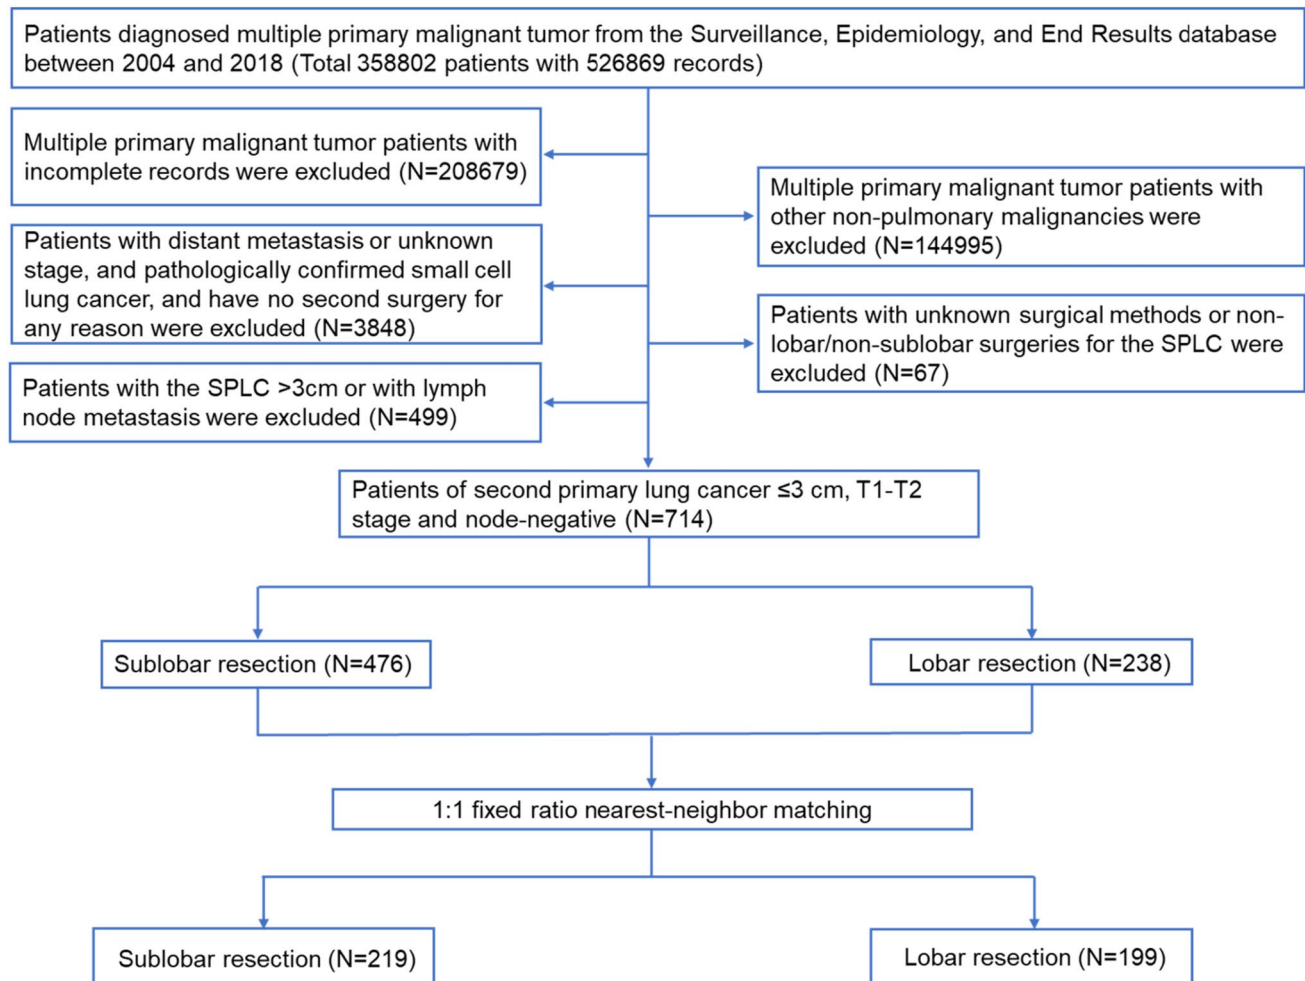 Patients diagnosed multiple primary malignant tumor from the Surveillance, Epidemiology, and End Results database
between 2004 and 2018 (Total 358802 patients with 526869 records)
Multiple primary malignant tumor patients with
incomplete records were excluded (N=208679)
Multiple primary malignant tumor patients with
other non-pulmonary malignancies were
excluded (N=144995)
Patients with distant metastasis or unknown
stage, and pathologically confirmed small cell
lung cancer, and have no second surgery for
any reason were excluded (N=3848)
Patients with unknown surgical methods or non-
lobar/non-sublobar surgeries for the SPLC were
excluded (N=67)
Patients with the SPLC >3cm or with lymph
node metastasis were excluded (N=499)
Patients of second primary lung cancer ≤3 cm, T1-T2
stage and node-negative (N=714)
Sublobar resection (N=476)
Lobar resection (N=238)
1:1 fixed ratio nearest-neighbor matching
Sublobar resection (N=219)
Lobar resection (N=199)